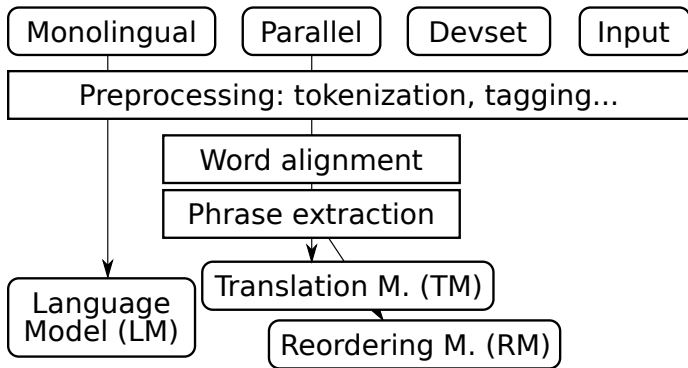 Monolingual
Parallel
Devset
Input
Preprocessing: tokenization, tagging...
Word alignment
Phrase extraction
Translation M. (TM)
Language
Model (LM)
Reordering M. (RM)